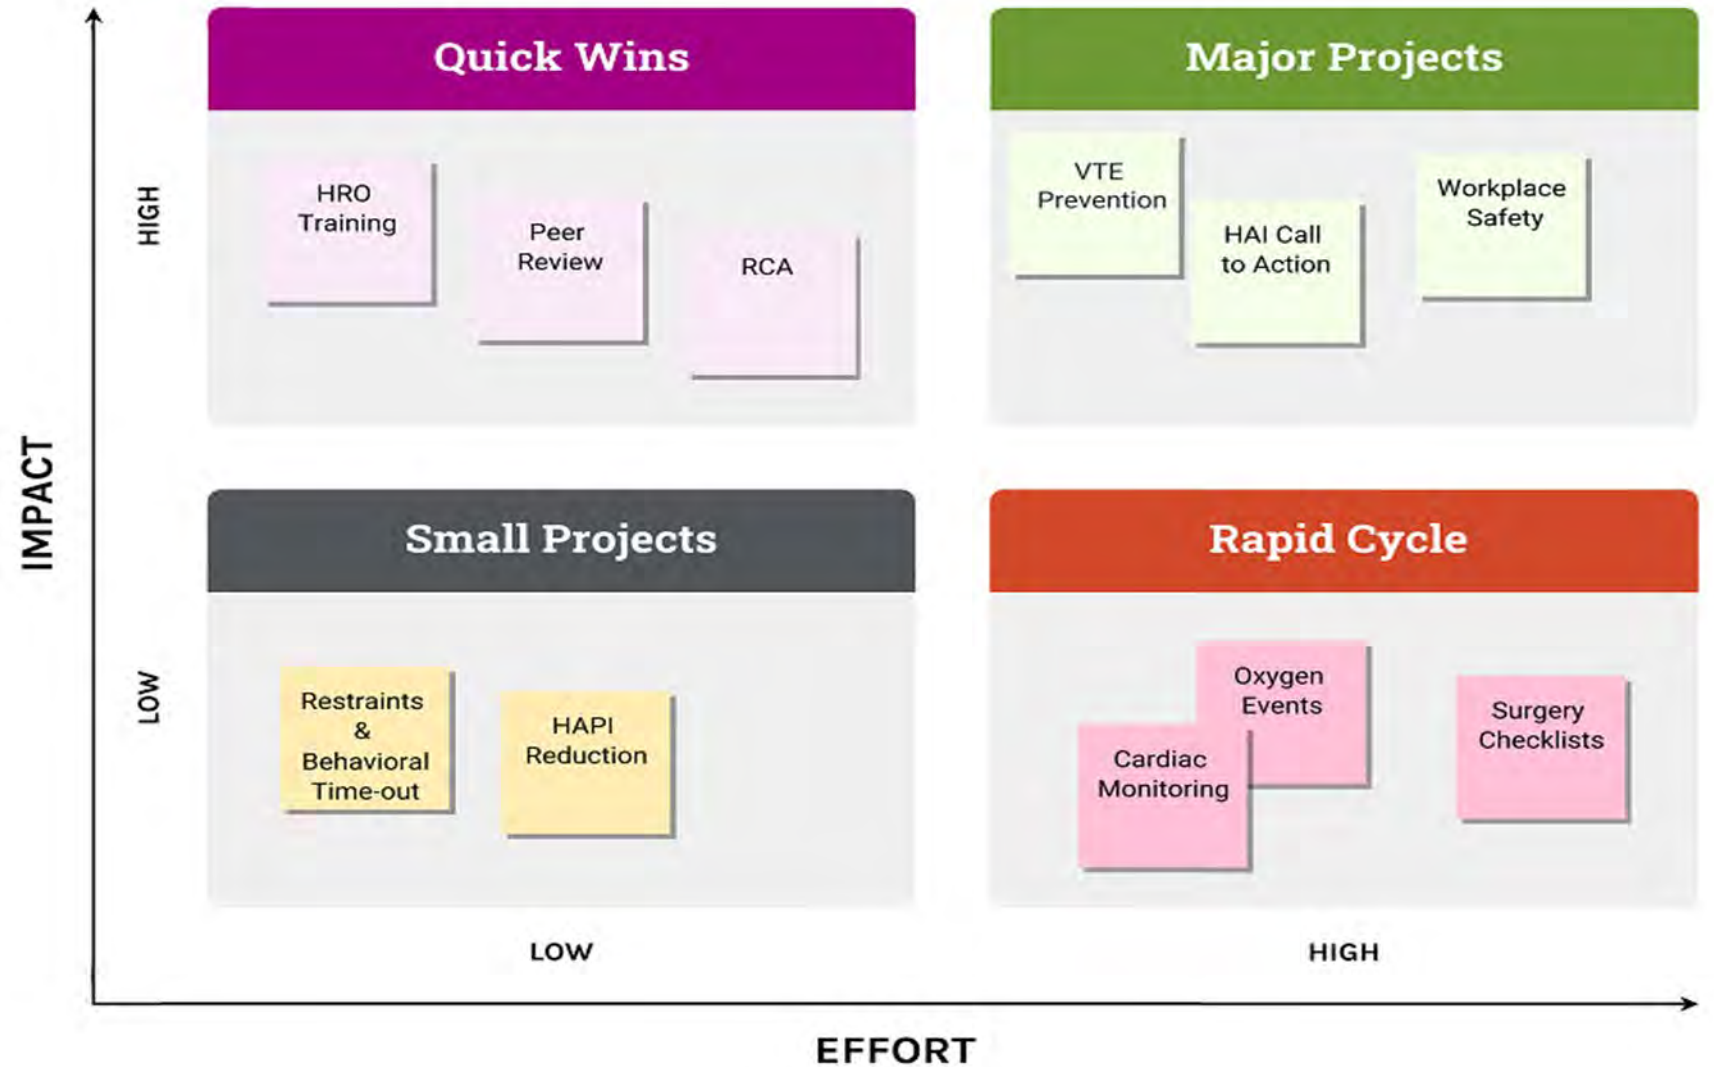 Quick Wins
Major Projects
HIGH
HRO
Training
Peer
Review
RCA
VTE
Prevention
HAI Call
to Action
Workplace
Safety
IMPACT
Small Projects
Rapid Cycle
LOW
Restraints
&
Behavioral
Time-out
HAPI
Reduction
Oxygen
Events
Cardiac
Monitoring
Surgery
Checklists
LOW
HIGH
EFFORT